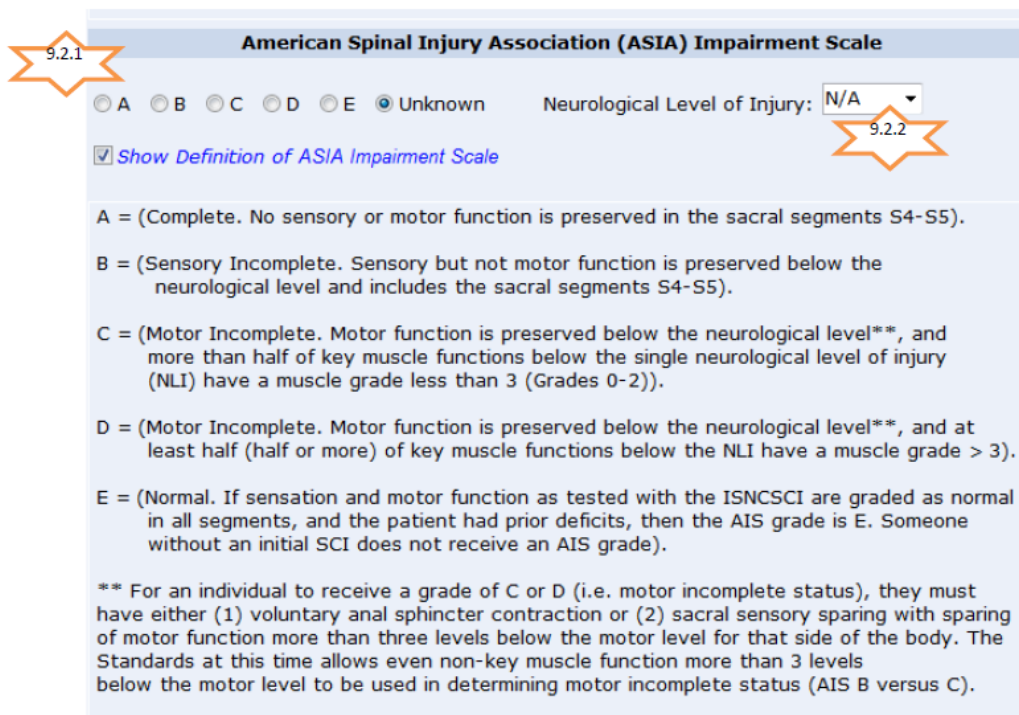 9.2.1
American Spinal Injury Association (ASIA) Impairment Scale
A B C D E Unknown Neurological Level of Injury: N/A
9.2.2
Show Definition of ASIA Impairment Scale
A = (Complete. No sensory or motor function is preserved in the sacral segments S4-S5).
B = (Sensory Incomplete. Sensory but not motor function is preserved below the
neurological level and includes the sacral segments S4-S5).
C = (Motor Incomplete. Motor function is preserved below the neurological level**, and
more than half of key muscle functions below the single neurological level of injury
(NLI) have a muscle grade less than 3 (Grades 0-2)).
D = (Motor Incomplete. Motor function is preserved below the neurological level**, and at
least half (half or more) of key muscle functions below the NLI have a muscle grade > 3).
E = (Normal. If sensation and motor function as tested with the ISNCSCI are graded as normal
in all segments, and the patient had prior deficits, then the AIS grade is E. Someone
without an initial SCI does not receive an AIS grade).
** For an individual to receive a grade of C or D (i.e. motor incomplete status), they must
have either (1) voluntary anal sphincter contraction or (2) sacral sensory sparing with sparing
of motor function more than three levels below the motor level for that side of the body. The
Standards at this time allows even non-key muscle function more than 3 levels
below the motor level to be used in determining motor incomplete status (AIS B versus C).